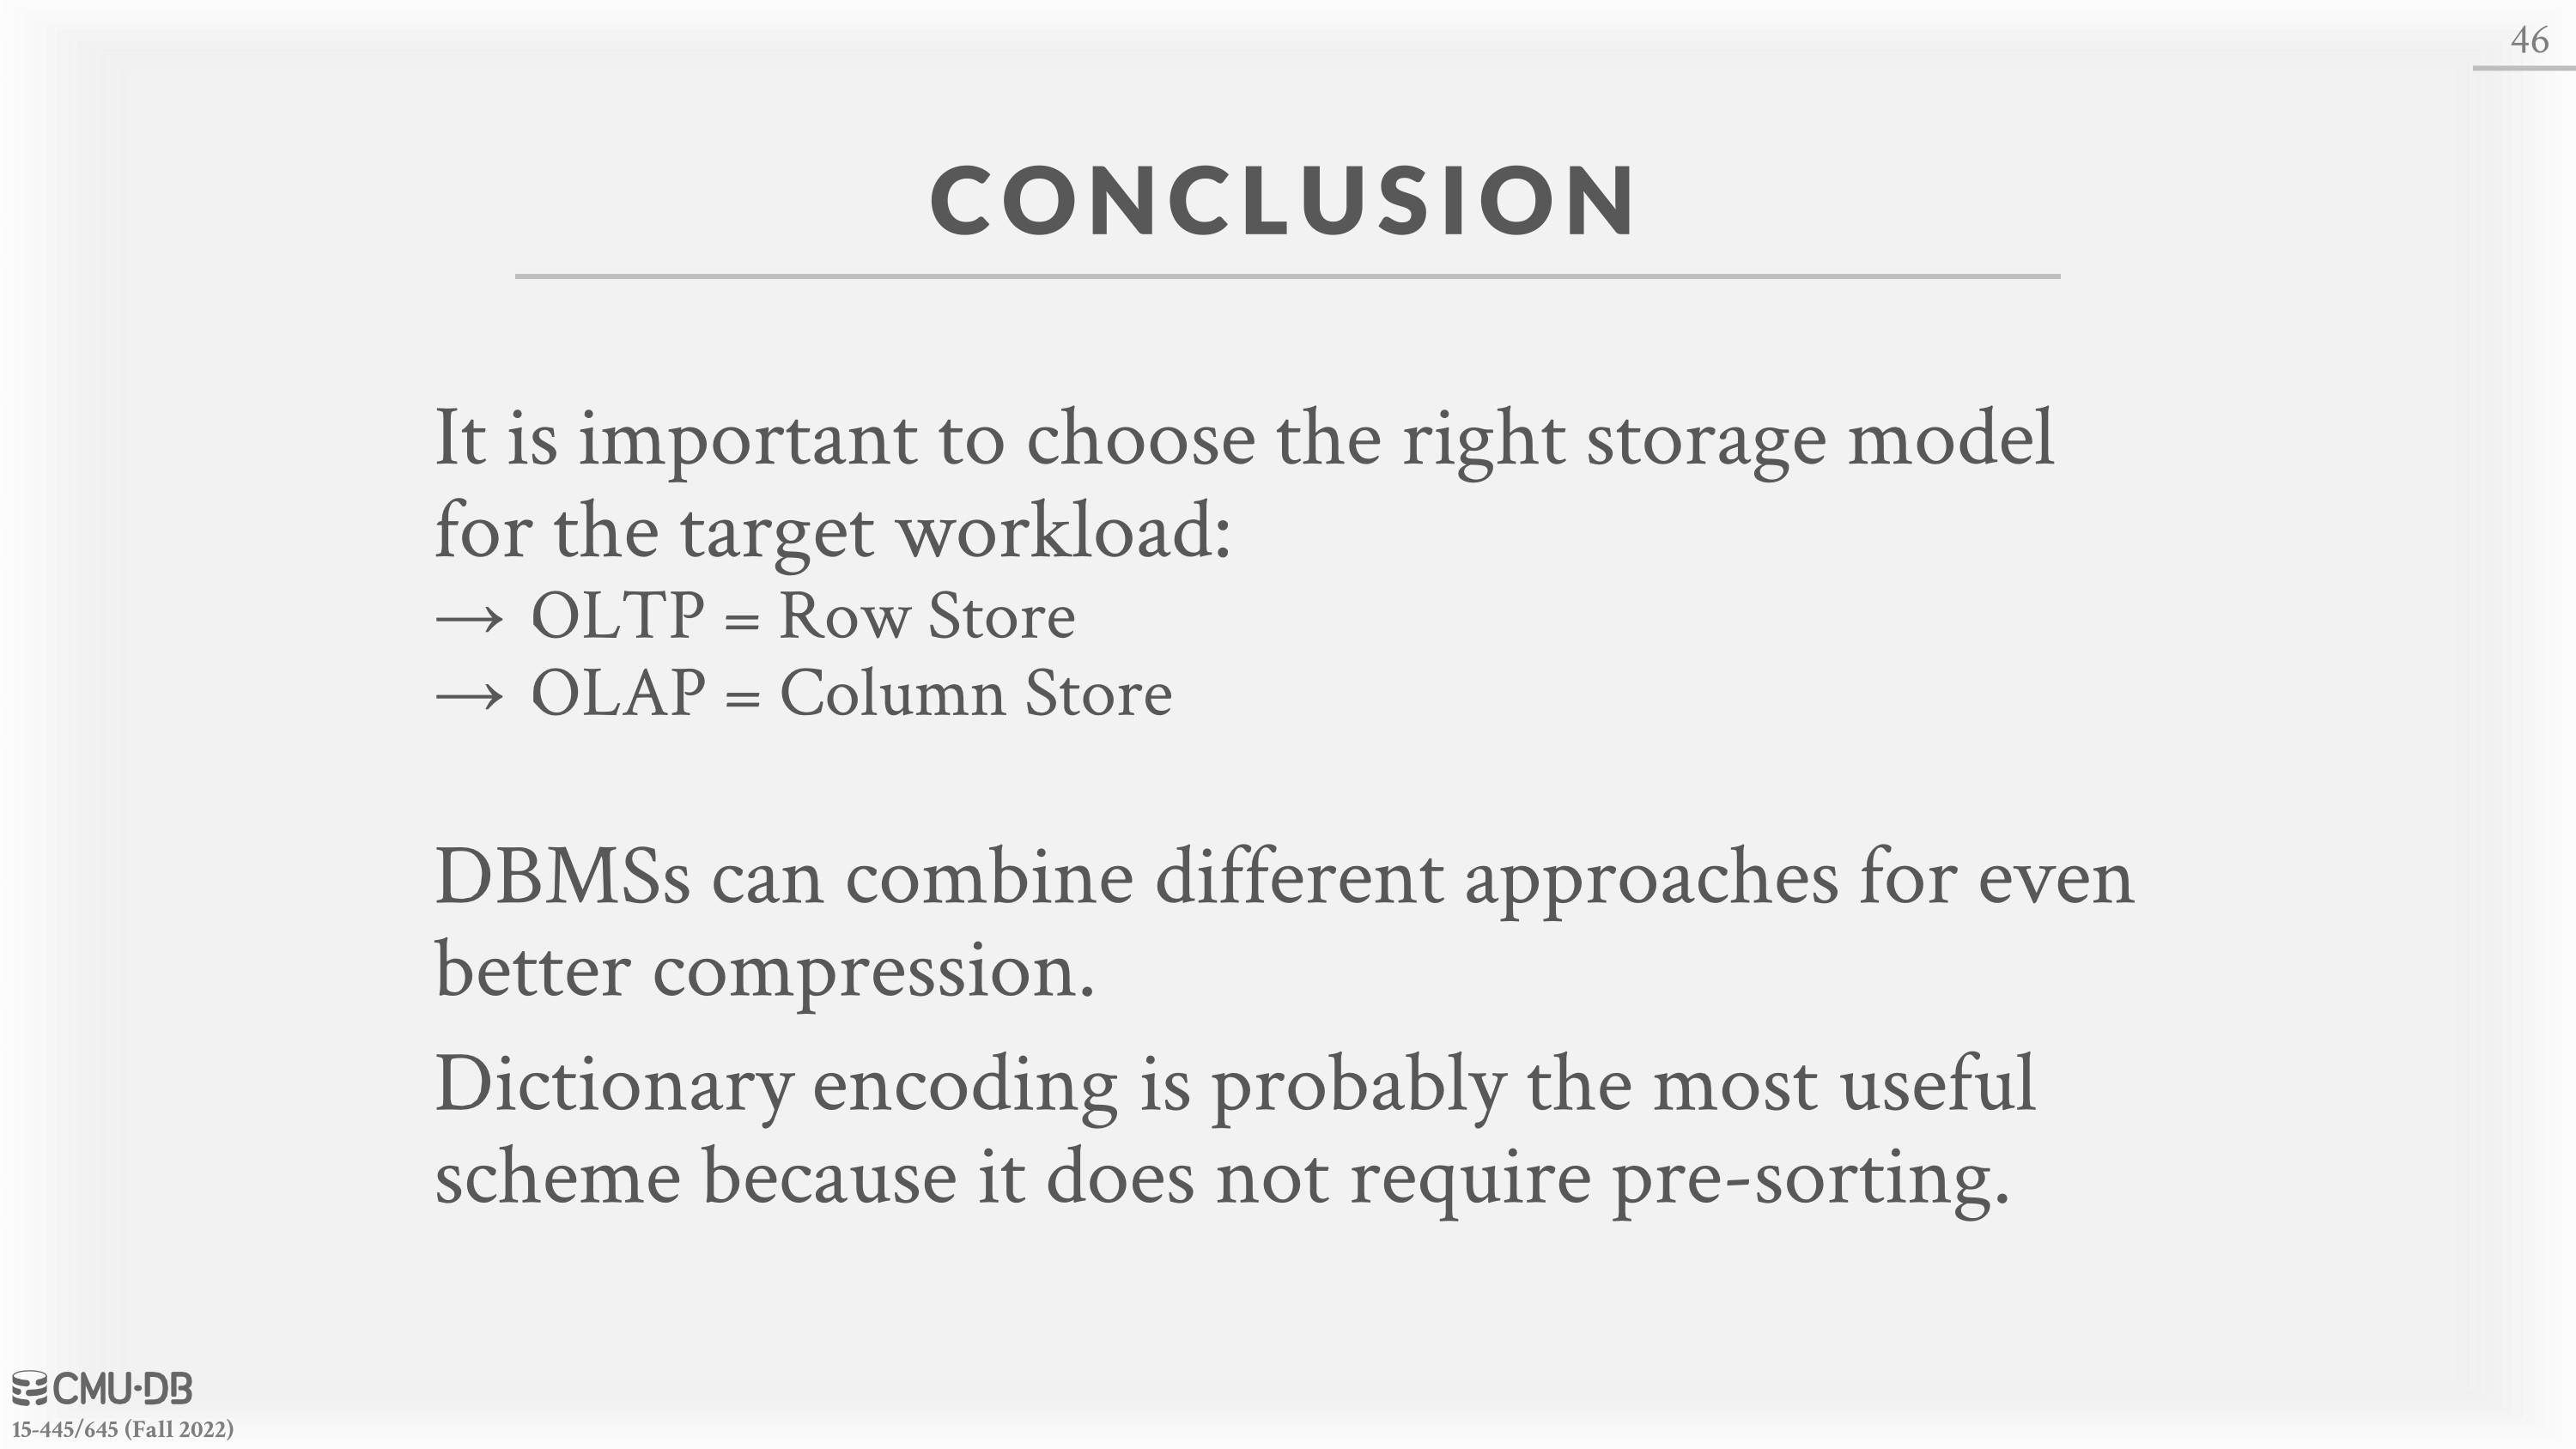 46
CONCLUSION
It is important to choose the right storage model
for the target workload:
→ OLTP = Row Store
→ OLAP = Column Store
DBMSs can combine different approaches for even
better compression.
Dictionary encoding is probably the most useful
scheme because it does not require pre-sorting.
CMU·DB
15-445/645 (Fall 2022)